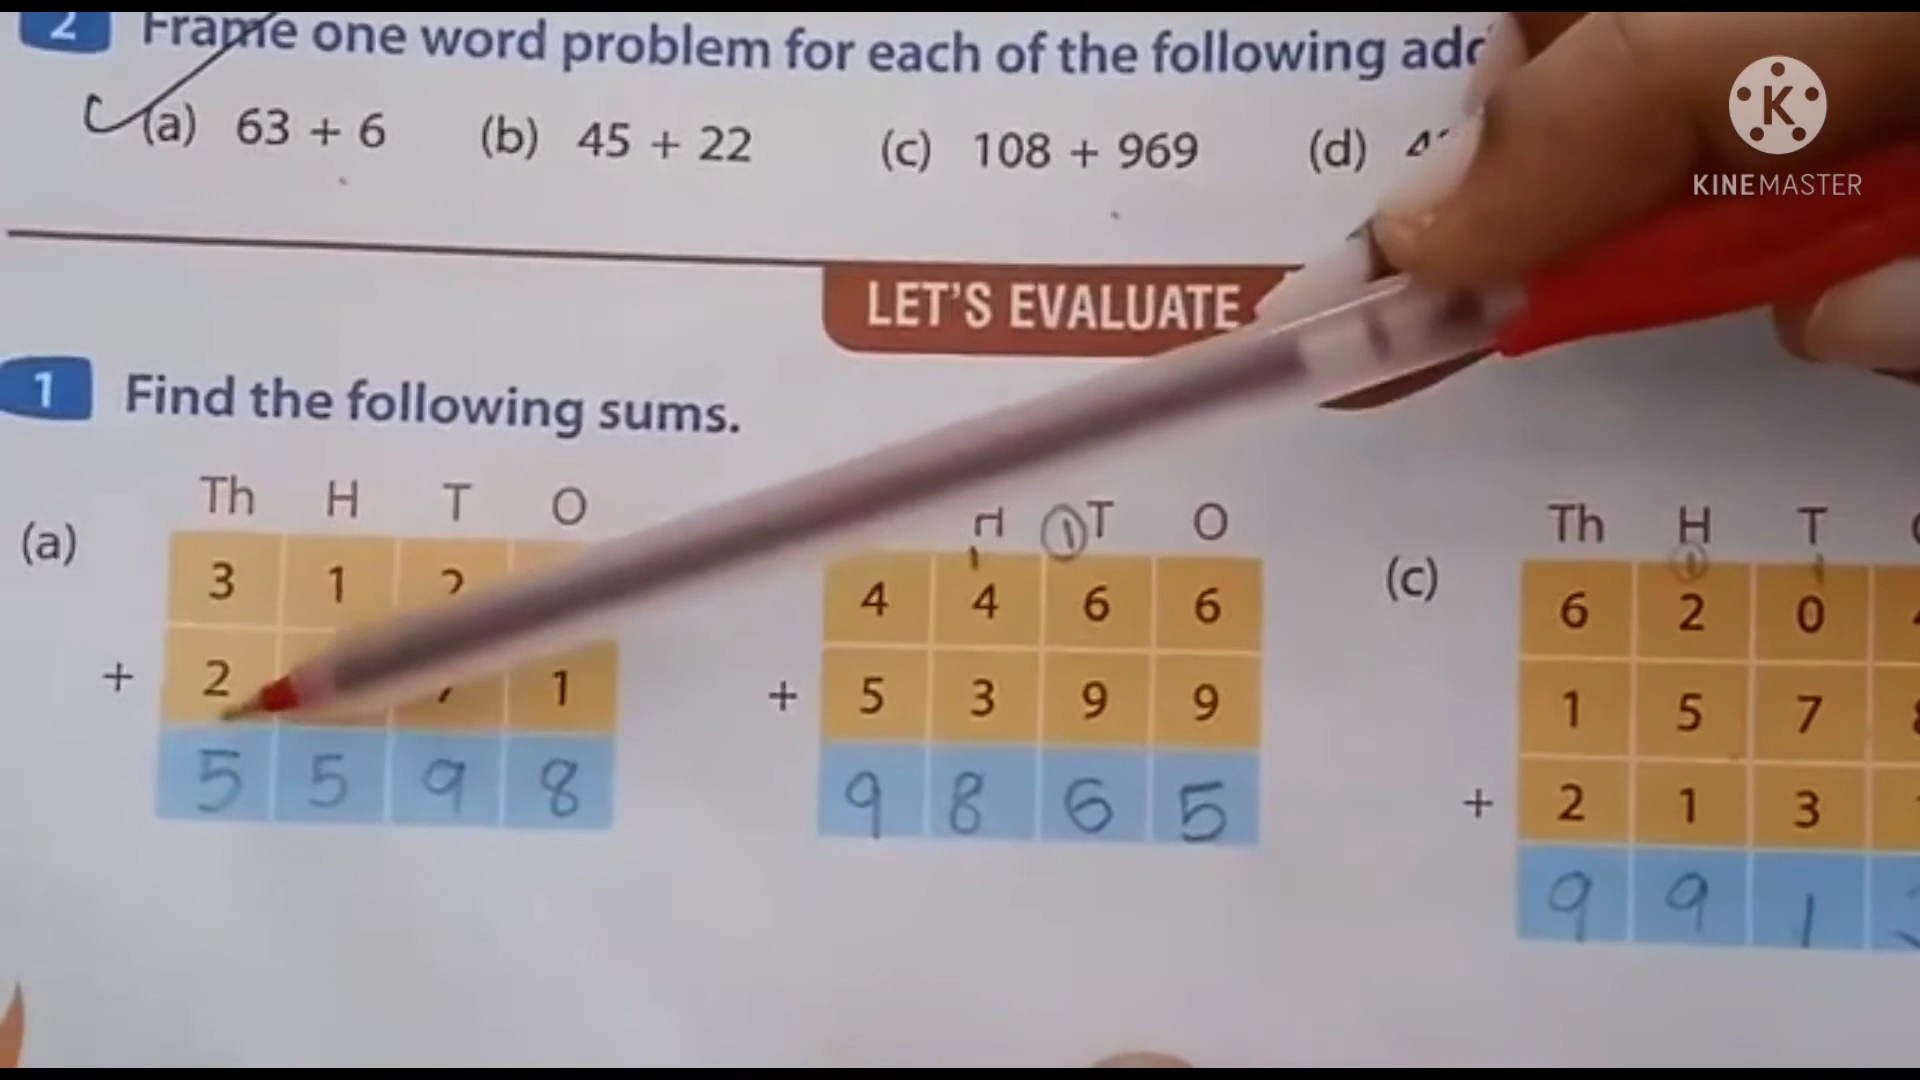 2 Frame one word problem for each of the following
(a) 63 + 6 (b) 45 + 22 (c) 108 + 969 (d)
KINEMASTER
LET'S EVALUATE
1 Find the following sums.
(a) Th H T O
3 1 2
+ 2 1
5 5 9 8
H 1 T O
1
4 4 6 6
+ 5 3 9 9
9 8 6 5
(c) Th H T
6 2 0
1 5 7
+ 2 1 3
9 9 1